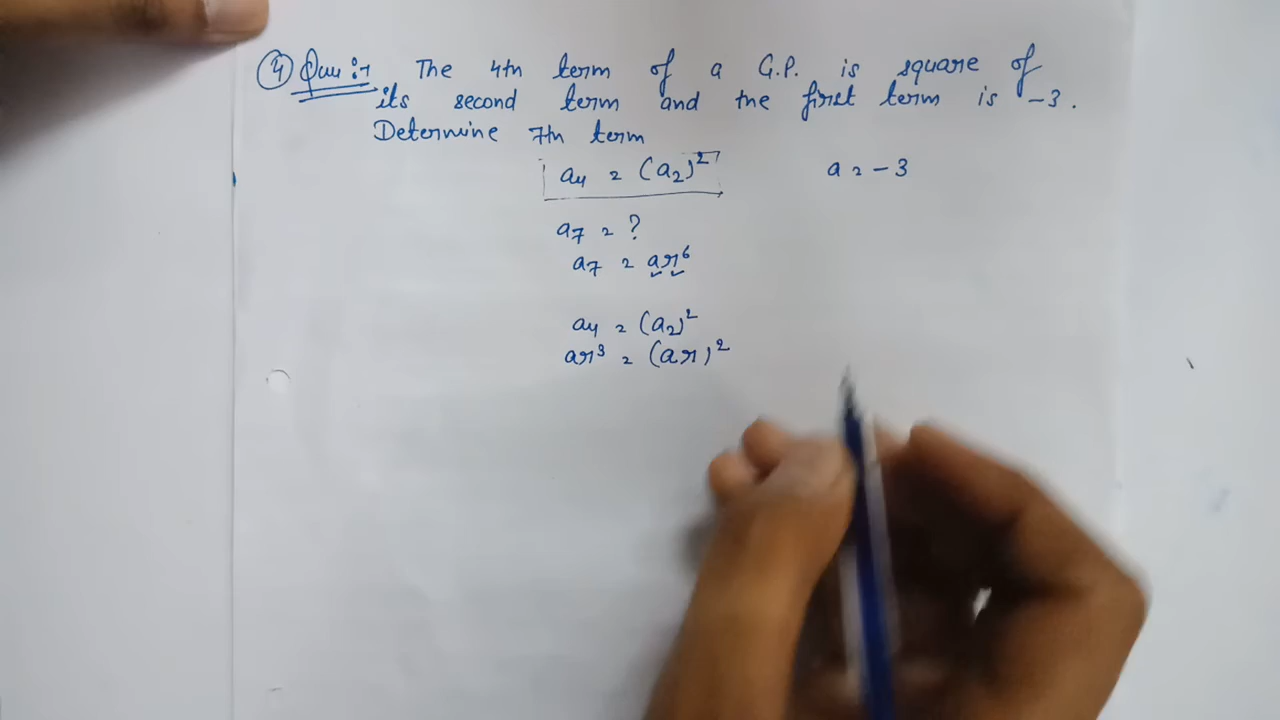 ④ Ques:→ The 4th term of a G.P. is square of
its second term and the first term is -3.
Determine 7th term
a₄ = (a₂)² a = -3
a₇ = ?
a₇ = ar⁶
a₄ = (a₂)²
ar³ = (ar)²